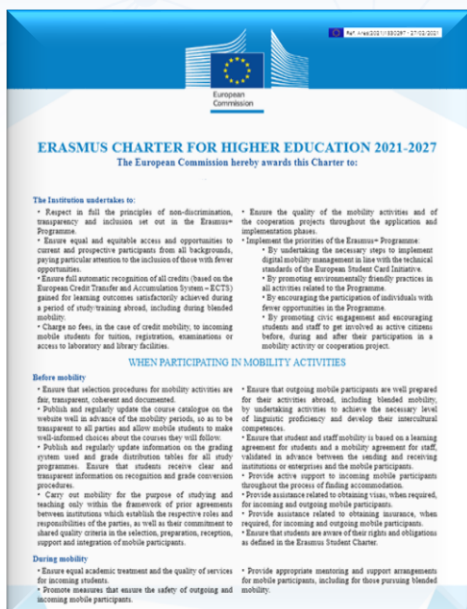 Ref. Ares(2021)1530297 - 27/02/2021
European
Commission
ERASMUS CHARTER FOR HIGHER EDUCATION 2021-2027
The European Commission hereby awards this Charter to:
The Institution undertakes to:
• Respect in full the principles of non-discrimination,
transparency and inclusion set out in the Erasmus+
Programme.
• Ensure equal and equitable access and opportunities to
current and prospective participants from all backgrounds,
paying particular attention to the inclusion of those with fewer
opportunities.
• Ensure full automatic recognition of all credits (based on the
European Credit Transfer and Accumulation System – ECTS)
gained for learning outcomes satisfactorily achieved during
a period of study/training abroad, including during blended
mobility.
• Charge no fees, in the case of credit mobility, to incoming
mobile students for tuition, registration, examinations or
access to laboratory and library facilities.
• Ensure the quality of the mobility activities and of
the cooperation projects throughout the application and
implementation phases.
• Implement the priorities of the Erasmus+ Programme:
• By undertaking the necessary steps to implement
digital mobility management in line with the technical
standards of the European Student Card Initiative.
• By promoting environmentally friendly practices in
all activities related to the Programme.
• By encouraging the participation of individuals with
fewer opportunities in the Programme.
• By promoting civic engagement and encouraging
students and staff to get involved as active citizens
before, during and after their participation in a
mobility activity or cooperation project.
WHEN PARTICIPATING IN MOBILITY ACTIVITIES
Before mobility
• Ensure that selection procedures for mobility activities are
fair, transparent, coherent and documented.
• Publish and regularly update the course catalogue on the
website well in advance of the mobility periods, so as to be
transparent to all parties and allow mobile students to make
well-informed choices about the courses they will follow.
• Publish and regularly update information on the grading
system used and grade distribution tables for all study
programmes. Ensure that students receive clear and
transparent information on recognition and grade conversion
procedures.
• Carry out mobility for the purpose of studying and
teaching only within the framework of prior agreements
between institutions which establish the respective roles and
responsibilities of the parties, as well as their commitment to
shared quality criteria in the selection, preparation, reception,
support and integration of mobile participants.
• Ensure that outgoing mobile participants are well prepared
for their activities abroad, including blended mobility,
by undertaking activities to achieve the necessary level
of linguistic proficiency and develop their intercultural
competences.
• Ensure that student and staff mobility is based on a learning
agreement for students and a mobility agreement for staff,
validated in advance between the sending and receiving
institutions or enterprises and the mobile participants.
• Provide active support to incoming mobile participants
throughout the process of finding accommodation.
• Provide assistance related to obtaining visas, when required,
for incoming and outgoing mobile participants.
• Provide assistance related to obtaining insurance, when
required, for incoming and outgoing mobile participants.
• Ensure that students are aware of their rights and obligations
as defined in the Erasmus Student Charter.
During mobility
• Ensure equal academic treatment and the quality of services
for incoming students.
• Promote measures that ensure the safety of outgoing and
incoming mobile participants.
• Provide appropriate mentoring and support arrangements
for mobile participants, including for those pursuing blended
mobility.